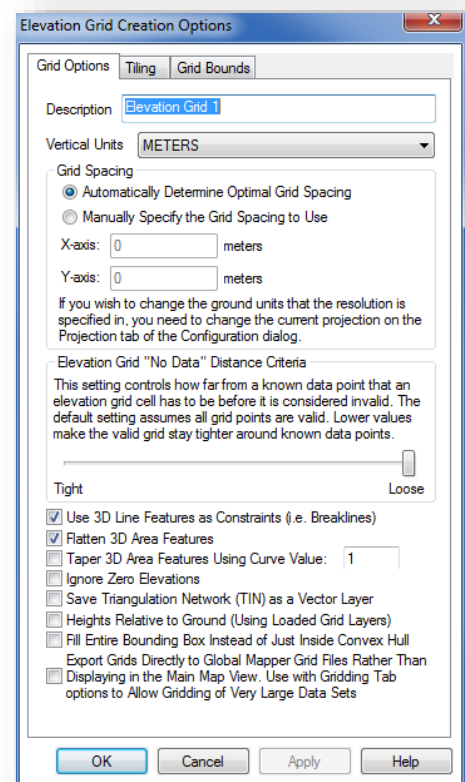 Elevation Grid Creation Options
Grid Options
Tiling
Grid Bounds
Description Elevation Grid 1
Vertical Units METERS
Grid Spacing
Automatically Determine Optimal Grid Spacing
Manually Specify the Grid Spacing to Use
X-axis: 0 meters
Y-axis: 0 meters
If you wish to change the ground units that the resolution is
specified in, you need to change the current projection on the
Projection tab of the Configuration dialog.
Elevation Grid "No Data" Distance Criteria
This setting controls how far from a known data point that an
elevation grid cell has to be before it is considered invalid. The
default setting assumes all grid points are valid. Lower values
make the valid grid stay tighter around known data points.
Tight Loose
Use 3D Line Features as Constraints (i.e. Breaklines)
Flatten 3D Area Features
Taper 3D Area Features Using Curve Value: 1
Ignore Zero Elevations
Save Triangulation Network (TIN) as a Vector Layer
Heights Relative to Ground (Using Loaded Grid Layers)
Fill Entire Bounding Box Instead of Just Inside Convex Hull
Export Grids Directly to Global Mapper Grid Files Rather Than
Displaying in the Main Map View. Use with Gridding Tab
options to Allow Gridding of Very Large Data Sets
OK Cancel Apply Help